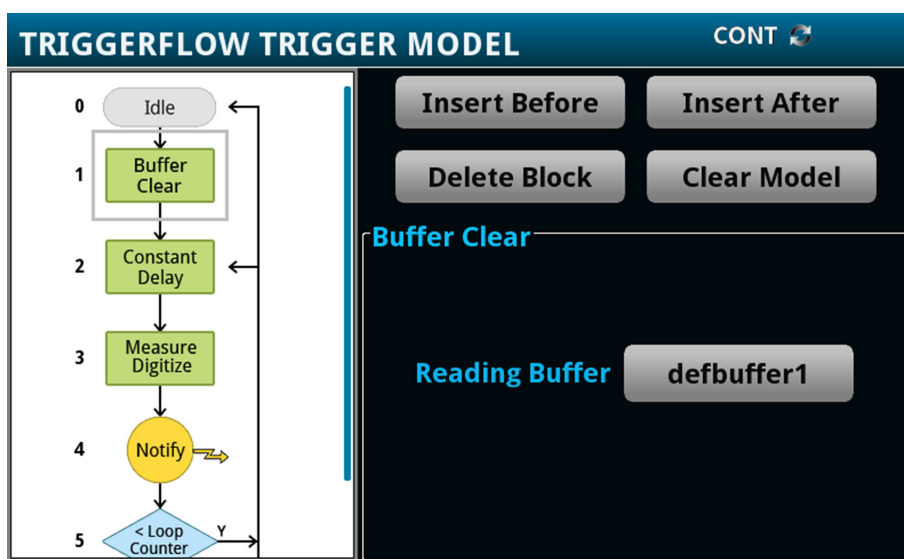 TRIGGERFLOW TRIGGER MODEL
CONT
0
Idle
1
Buffer
Clear
2
Constant
Delay
3
Measure
Digitize
4
Notify
5
< Loop
Counter
Y
Insert Before
Insert After
Delete Block
Clear Model
Buffer Clear
Reading Buffer
defbuffer1